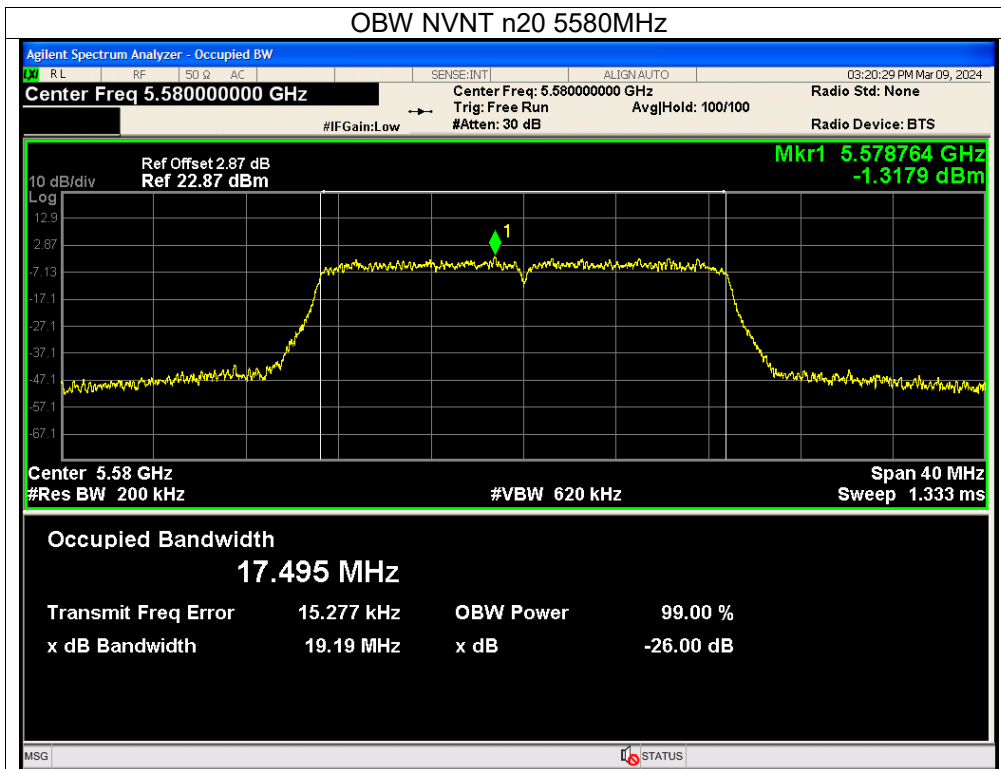 OBW NVNT n20 5580MHz
Agilent Spectrum Analyzer - Occupied BW
LXI RL RF 50 Ω AC SENSE:INT ALIGN AUTO 03:20:29 PM Mar 09, 2024
Center Freq 5.580000000 GHz Center Freq: 5.580000000 GHz Radio Std: None
Trig: Free Run Avg|Hold: 100/100
#IFGain:Low #Atten: 30 dB Radio Device: BTS
Mkr1 5.578764 GHz
-1.3179 dBm
Ref Offset 2.87 dB
10 dB/div Ref 22.87 dBm
Log
12.9
1
2.87
-7.13
-17.1
-27.1
-37.1
-47.1
-57.1
-67.1
Center 5.58 GHz Span 40 MHz
#Res BW 200 kHz #VBW 620 kHz Sweep 1.333 ms
Occupied Bandwidth
17.495 MHz
Transmit Freq Error 15.277 kHz OBW Power 99.00 %
x dB Bandwidth 19.19 MHz x dB -26.00 dB
MSG STATUS